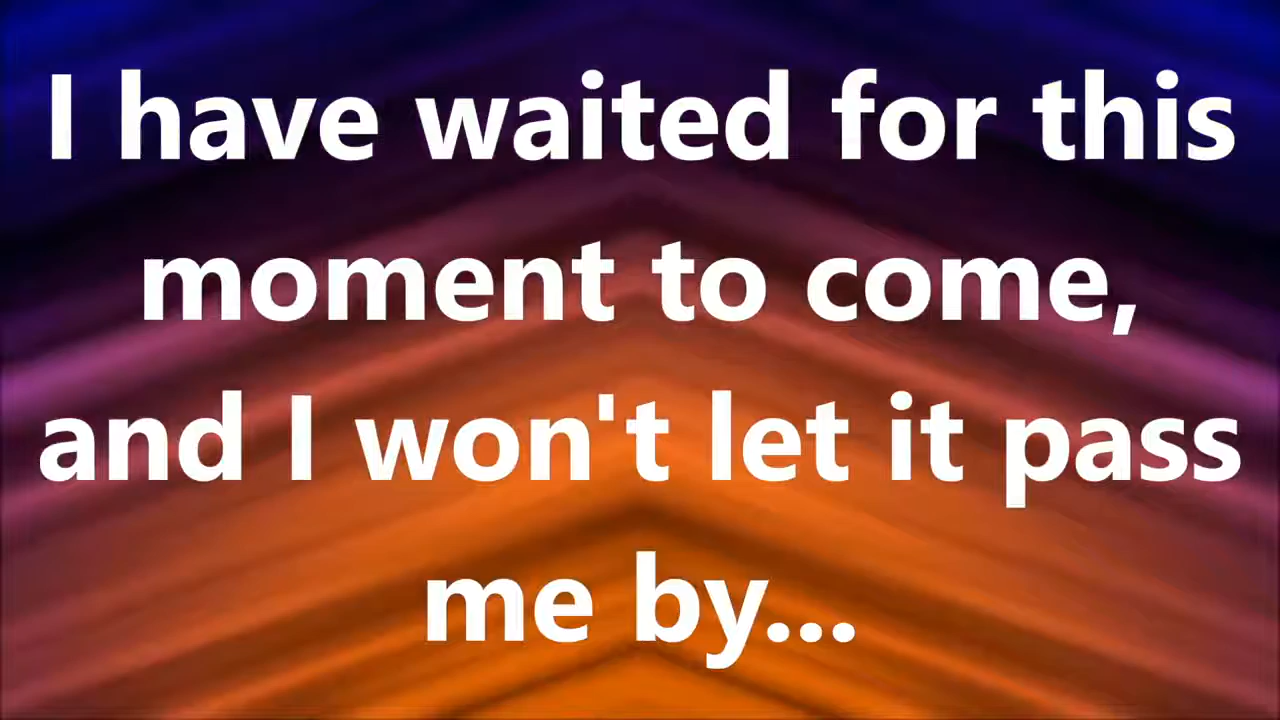 I have waited for this
moment to come,
and I won't let it pass
me by...